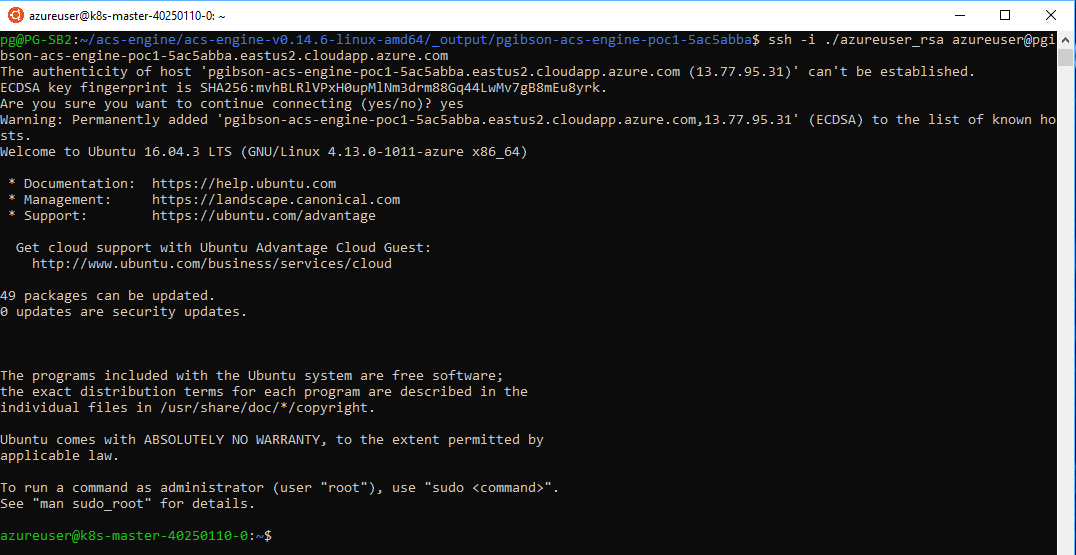 azureuser@k8s-master-40250110-0: ~
pg@PG-SB2:~/acs-engine/acs-engine-v0.14.6-linux-amd64/_output/pgibson-acs-engine-poc1-5ac5abba$ ssh -i ./azureuser_rsa azureuser@pgi
bson-acs-engine-poc1-5ac5abba.eastus2.cloudapp.azure.com
The authenticity of host 'pgibson-acs-engine-poc1-5ac5abba.eastus2.cloudapp.azure.com (13.77.95.31)' can't be established.
ECDSA key fingerprint is SHA256:mvhBLRlVPxH0upMlNm3drm88Gq44LwMv7gB8mEu8yrk.
Are you sure you want to continue connecting (yes/no)? yes
Warning: Permanently added 'pgibson-acs-engine-poc1-5ac5abba.eastus2.cloudapp.azure.com,13.77.95.31' (ECDSA) to the list of known ho
sts.
Welcome to Ubuntu 16.04.3 LTS (GNU/Linux 4.13.0-1011-azure x86_64)
* Documentation:  https://help.ubuntu.com
* Management:     https://landscape.canonical.com
* Support:        https://ubuntu.com/advantage
Get cloud support with Ubuntu Advantage Cloud Guest:
http://www.ubuntu.com/business/services/cloud
49 packages can be updated.
0 updates are security updates.
The programs included with the Ubuntu system are free software;
the exact distribution terms for each program are described in the
individual files in /usr/share/doc/*/copyright.
Ubuntu comes with ABSOLUTELY NO WARRANTY, to the extent permitted by
applicable law.
To run a command as administrator (user "root"), use "sudo <command>".
See "man sudo_root" for details.
azureuser@k8s-master-40250110-0:~$